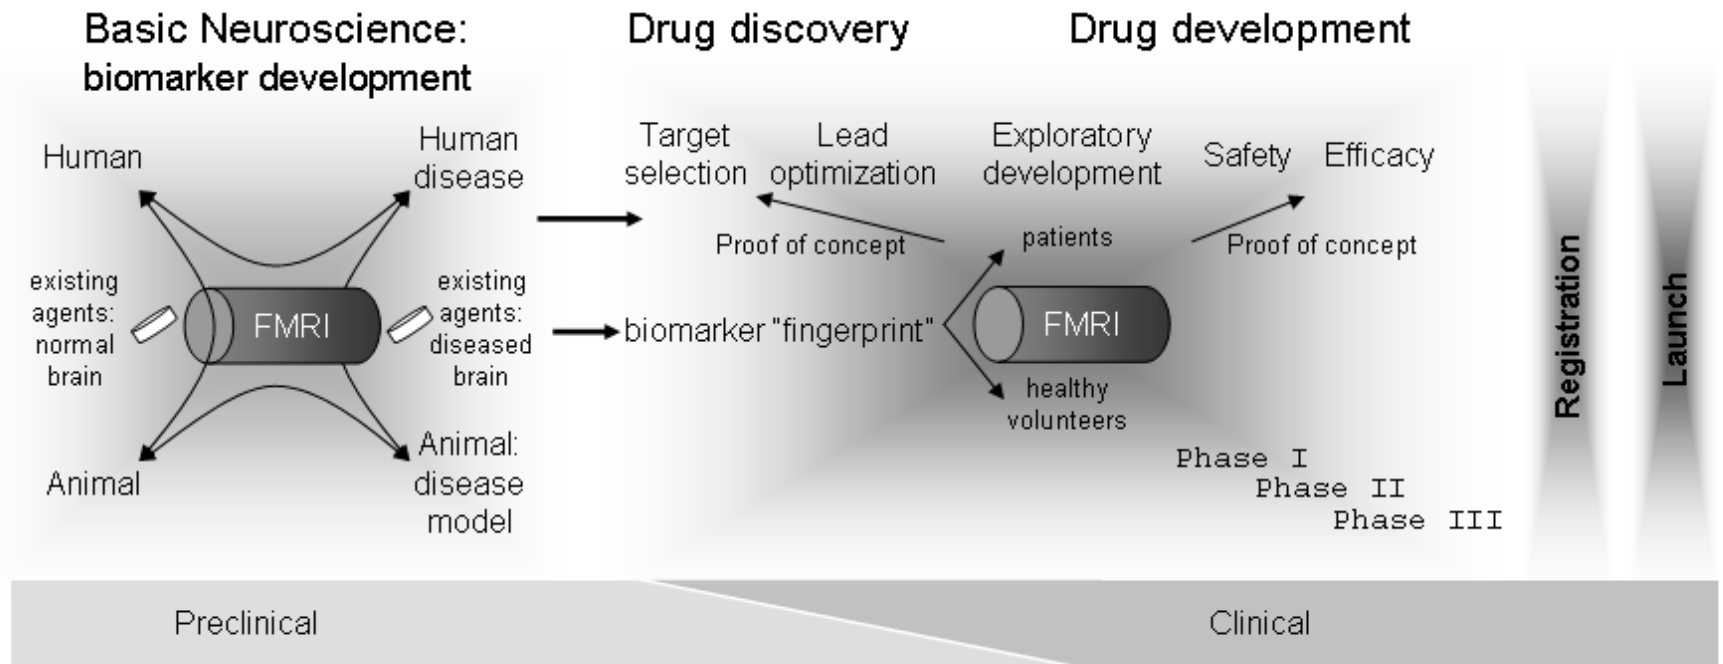 Basic Neuroscience:
biomarker development
Human
Human
disease
existing
agents:
normal
brain
FMRI
existing
agents:
diseased
brain
Animal
Animal:
disease
model
Drug discovery
Drug development
Target
selection
Lead
optimization
Exploratory
development
Safety
Efficacy
Proof of concept
patients
Proof of concept
biomarker "fingerprint"
FMRI
healthy
volunteers
Phase I
Phase II
Phase III
Registration
Launch
Preclinical
Clinical